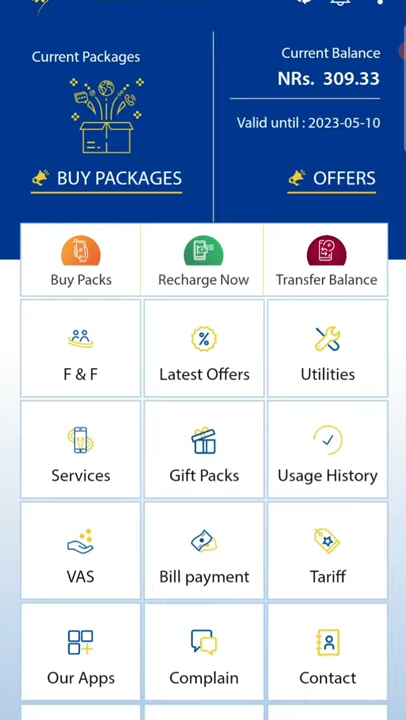 Current Packages
Current Balance
NRs. 309.33
Valid until : 2023-05-10
BUY PACKAGES
OFFERS
Buy Packs
Recharge Now
Transfer Balance
F & F
Latest Offers
Utilities
Services
Gift Packs
Usage History
VAS
Bill payment
Tariff
Our Apps
Complain
Contact